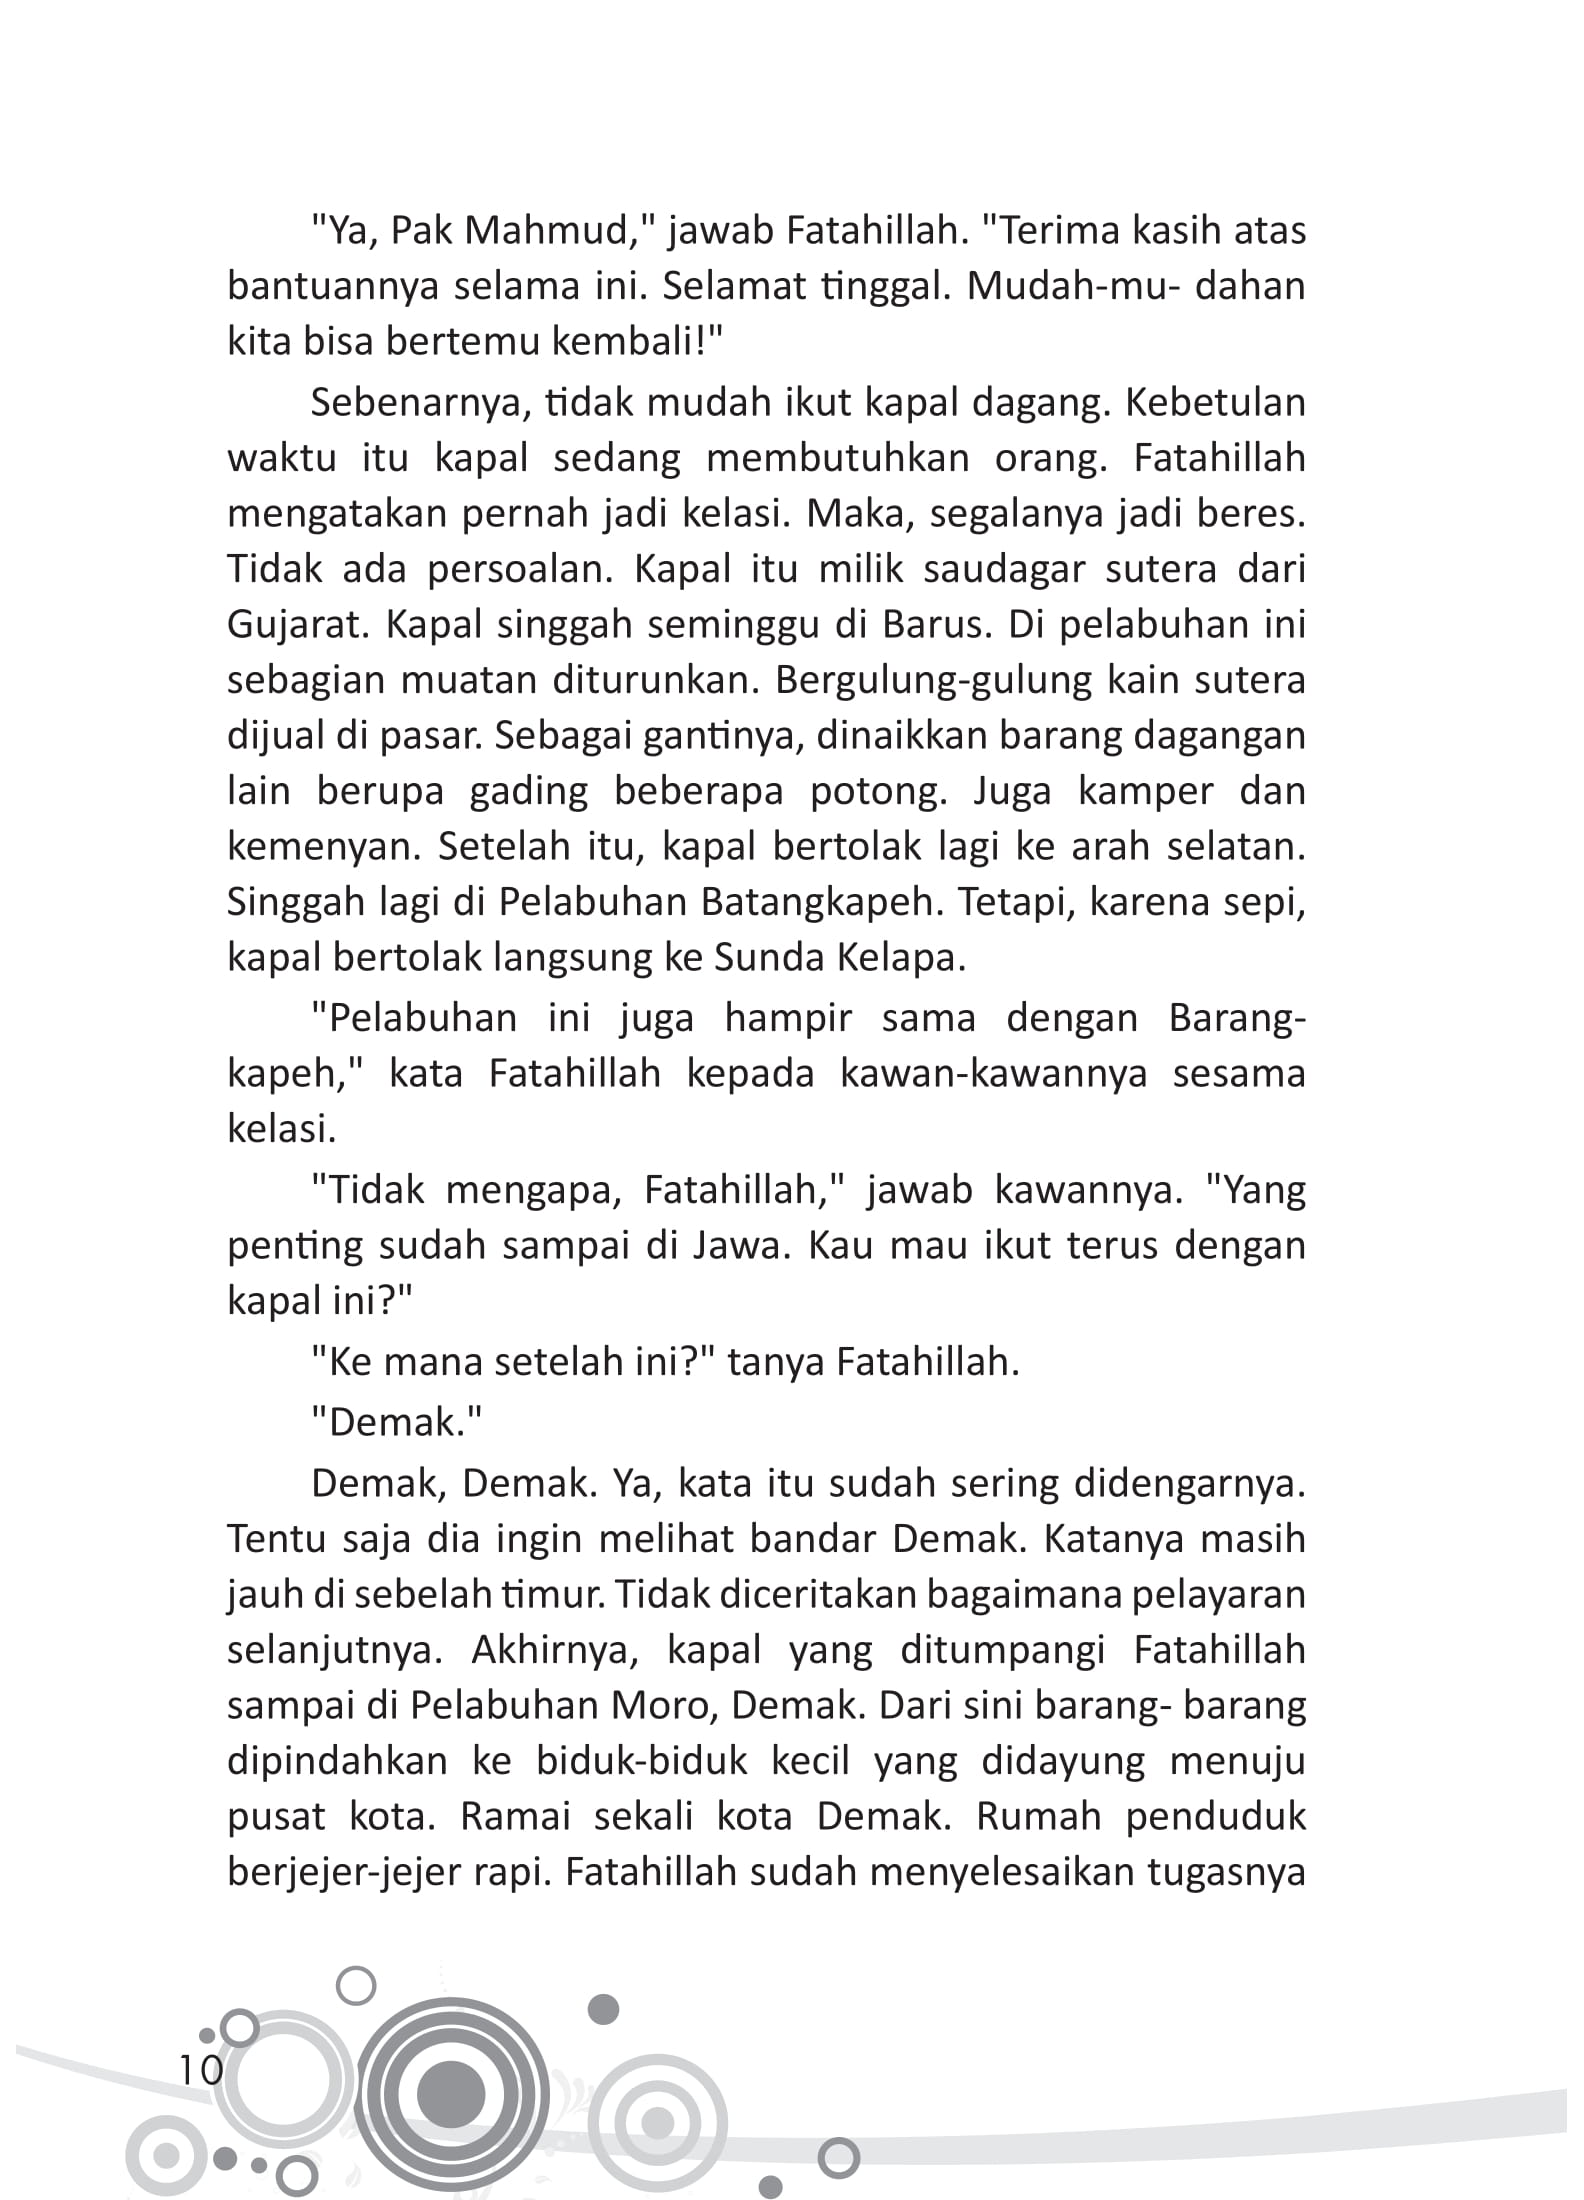 "Ya, Pak Mahmud," jawab Fatahillah. "Terima kasih atas
bantuannya selama ini. Selamat tinggal. Mudah-mu- dahan
kita bisa bertemu kembali!"
Sebenarnya, tidak mudah ikut kapal dagang. Kebetulan
waktu itu kapal sedang membutuhkan orang. Fatahillah
mengatakan pernah jadi kelasi. Maka, segalanya jadi beres.
Tidak ada persoalan. Kapal itu milik saudagar sutera dari
Gujarat. Kapal singgah seminggu di Barus. Di pelabuhan ini
sebagian muatan diturunkan. Bergulung-gulung kain sutera
dijual di pasar. Sebagai gantinya, dinaikkan barang dagangan
lain berupa gading beberapa potong. Juga kamper dan
kemenyan. Setelah itu, kapal bertolak lagi ke arah selatan.
Singgah lagi di Pelabuhan Batangkapeh. Tetapi, karena sepi,
kapal bertolak langsung ke Sunda Kelapa.
"Pelabuhan ini juga hampir sama dengan Barang-
kapeh," kata Fatahillah kepada kawan-kawannya sesama
kelasi.
"Tidak mengapa, Fatahillah," jawab kawannya. "Yang
penting sudah sampai di Jawa. Kau mau ikut terus dengan
kapal ini?"
"Ke mana setelah ini?" tanya Fatahillah.
"Demak."
Demak, Demak. Ya, kata itu sudah sering didengarnya.
Tentu saja dia ingin melihat bandar Demak. Katanya masih
jauh di sebelah timur. Tidak diceritakan bagaimana pelayaran
selanjutnya. Akhirnya, kapal yang ditumpangi Fatahillah
sampai di Pelabuhan Moro, Demak. Dari sini barang- barang
dipindahkan ke biduk-biduk kecil yang didayung menuju
pusat kota. Ramai sekali kota Demak. Rumah penduduk
berjejer-jejer rapi. Fatahillah sudah menyelesaikan tugasnya
10